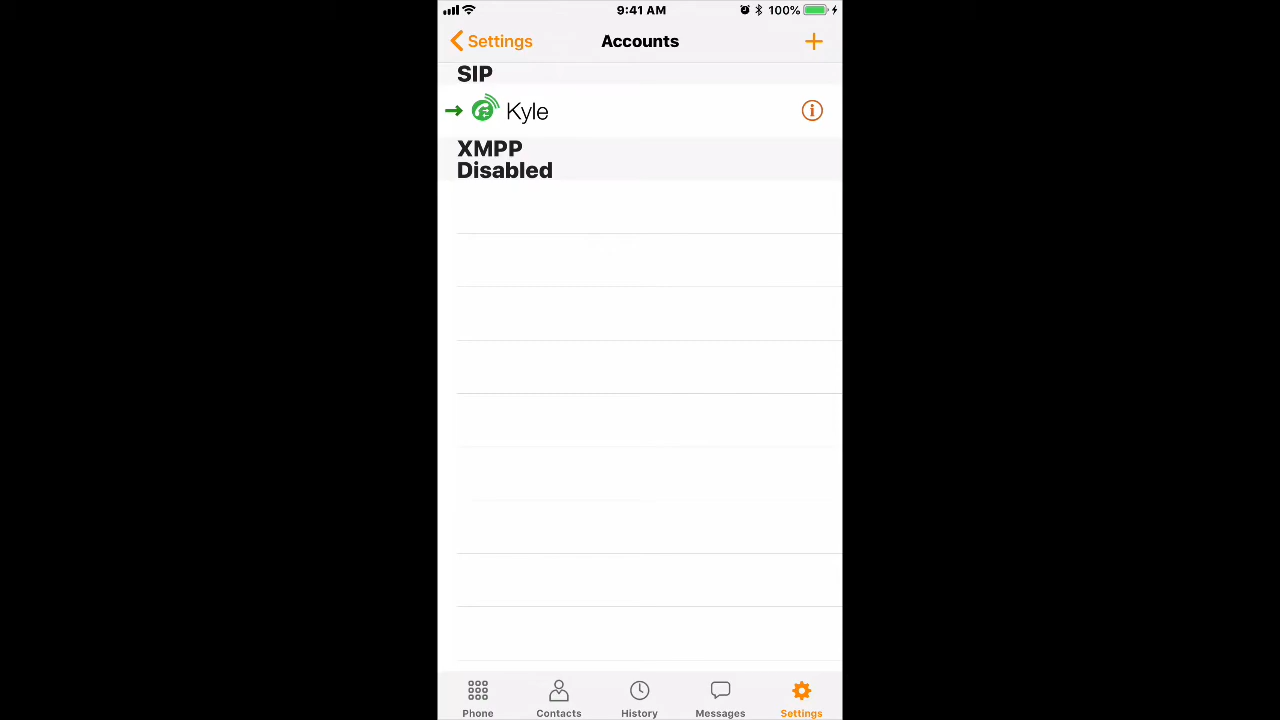 9:41 AM 100%
Settings Accounts
SIP
Kyle
XMPP
Disabled
Phone Contacts History Messages Settings